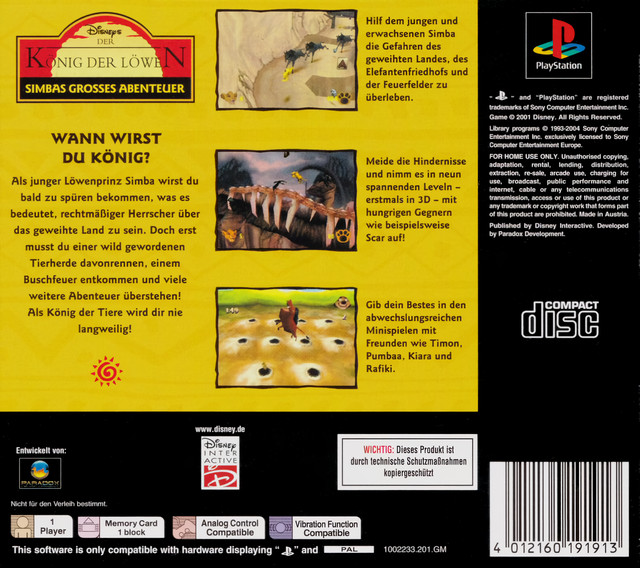 Disney's
DER
KÖNIG DER LÖWEN
SIMBAS GROSSES ABENTEUER
WANN WIRST
DU KÖNIG?
Als junger Löwenprinz Simba wirst du
bald zu spüren bekommen, was es
bedeutet, rechtmäßiger Herrscher über
das geweihte Land zu sein. Doch erst
musst du einer wild gewordenen
Tierherde davonrennen, einem
Buschfeuer entkommen und viele
weitere Abenteuer überstehen!
Als König der Tiere wird dir nie
langweilig!
Hilf dem jungen und
erwachsenen Simba
die Gefahren des
geweihten Landes, des
Elefantenfriedhofs und
der Feuerfelder zu
überleben.
Meide die Hindernisse
und nimm es in neun
spannenden Leveln –
erstmals in 3D – mit
hungrigen Gegnern
wie beispielsweise
Scar auf!
Gib dein Bestes in den
abwechslungsreichen
Minispielen mit
Freunden wie Timon,
Pumbaa, Kiara und
Rafiki.
PlayStation
" " and "PlayStation" are registered
trademarks of Sony Computer Entertainment Inc.
Game © 2001 Disney. All Rights Reserved.
Library programs © 1993-2004 Sony Computer
Entertainment Inc. exclusively licensed to Sony
Computer Entertainment Europe.
FOR HOME USE ONLY. Unauthorised copying,
adaptation, rental, lending, distribution,
extraction, re-sale, arcade use, charging for
use, broadcast, public performance and
internet, cable or any telecommunications
transmission, access or use of this product or
any trademark or copyright work that forms part
of this product are prohibited. Made in Austria.
Published by Disney Interactive. Developed
by Paradox Development.
COMPACT
disc
Entwickelt von:
PARADOX
Nicht für den Verleih bestimmt.
www.disney.de
Disney
INTER
ACTIVE
WICHTIG: Dieses Produkt ist
durch technische Schutzmaßnahmen
kopiergeschützt!
1
Player
Memory Card
1 block
Analog Control
Compatible
Vibration Function
Compatible
This software is only compatible with hardware displaying " " and PAL 1002233.201.GM
4 012160 191913